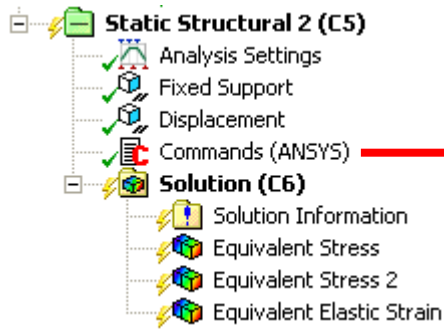 Static Structural 2 (C5)
Analysis Settings
Fixed Support
Displacement
Commands (ANSYS)
Solution (C6)
Solution Information
Equivalent Stress
Equivalent Stress 2
Equivalent Elastic Strain